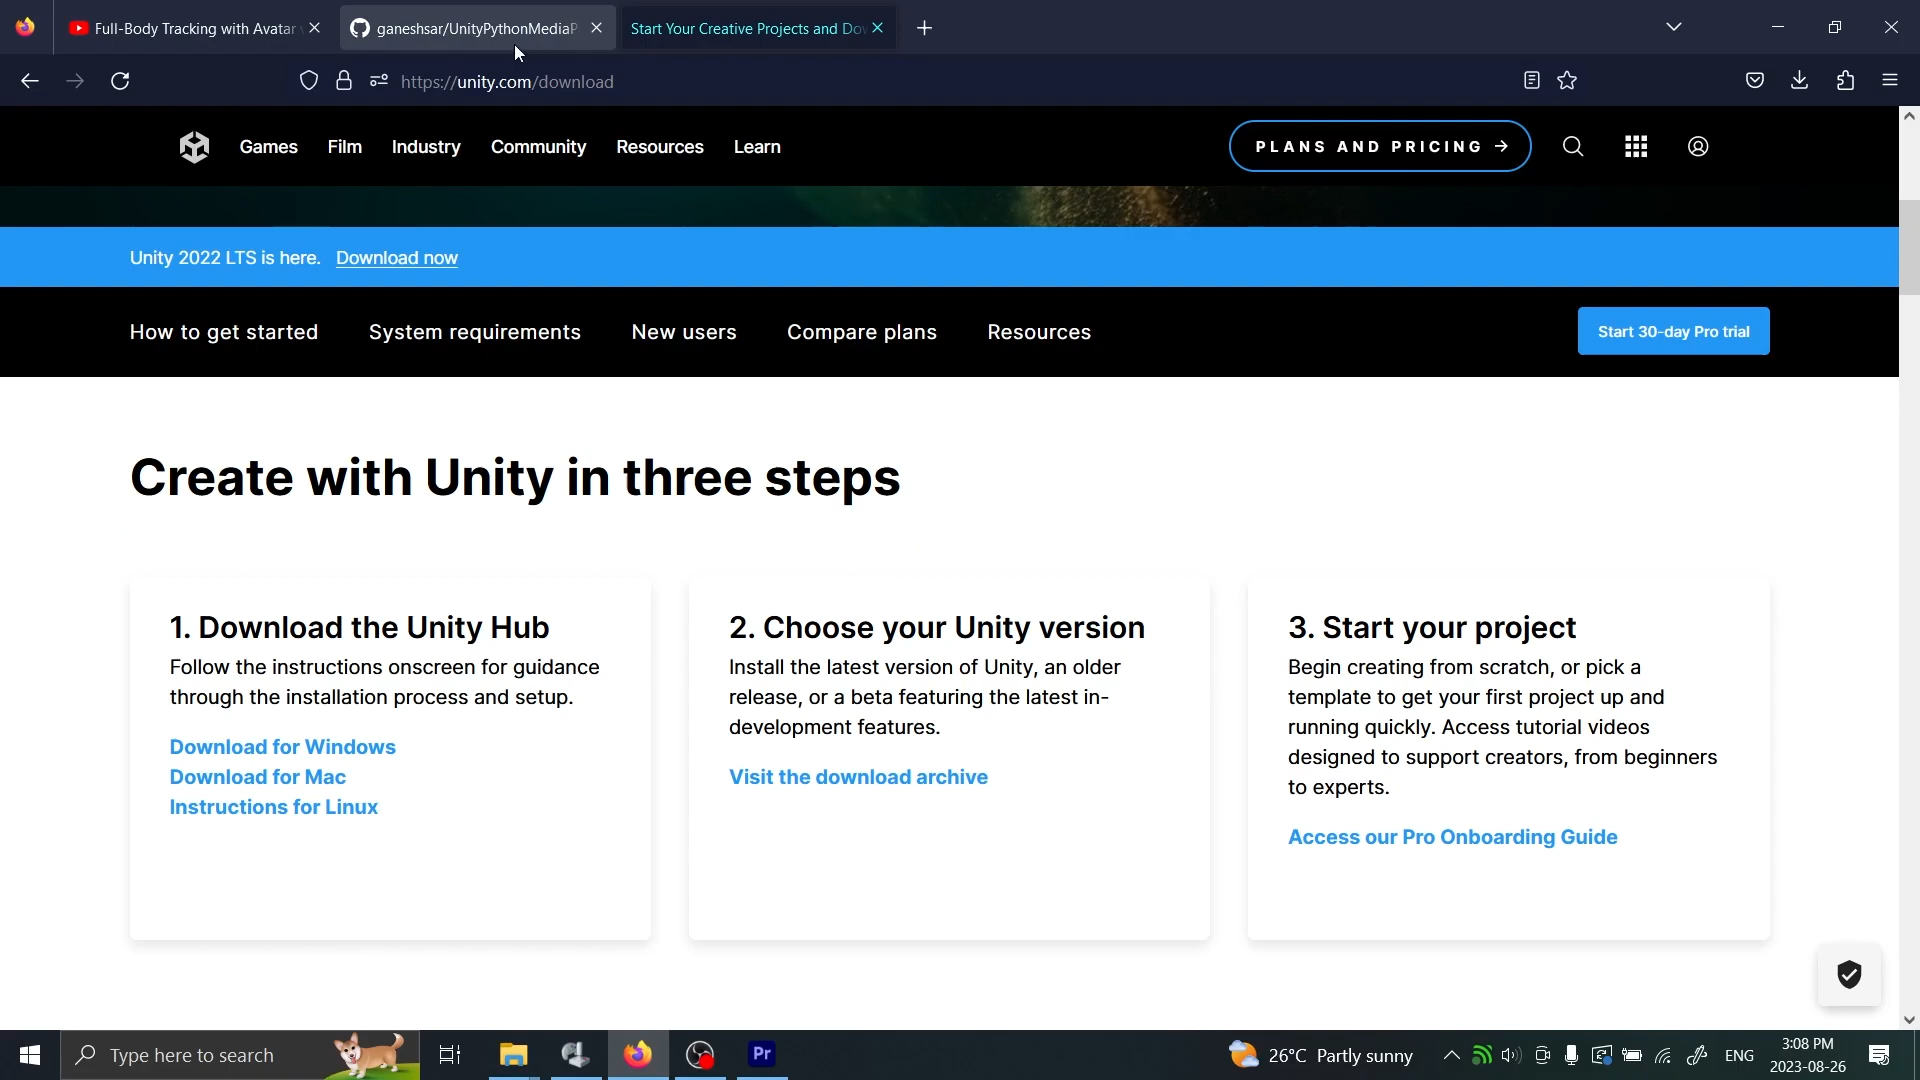 Full-Body Tracking with Avatar
ganeshsar/UnityPythonMediaP
Start Your Creative Projects and Dow
https://unity.com/download
Games
Film
Industry
Community
Resources
Learn
PLANS AND PRICING →
Unity 2022 LTS is here. Download now
How to get started
System requirements
New users
Compare plans
Resources
Start 30-day Pro trial
Create with Unity in three steps
1. Download the Unity Hub
Follow the instructions onscreen for guidance
through the installation process and setup.
Download for Windows
Download for Mac
Instructions for Linux
2. Choose your Unity version
Install the latest version of Unity, an older
release, or a beta featuring the latest in-
development features.
Visit the download archive
3. Start your project
Begin creating from scratch, or pick a
template to get your first project up and
running quickly. Access tutorial videos
designed to support creators, from beginners
to experts.
Access our Pro Onboarding Guide
Type here to search
Pr
26°C Partly sunny
ENG
3:08 PM
2023-08-26